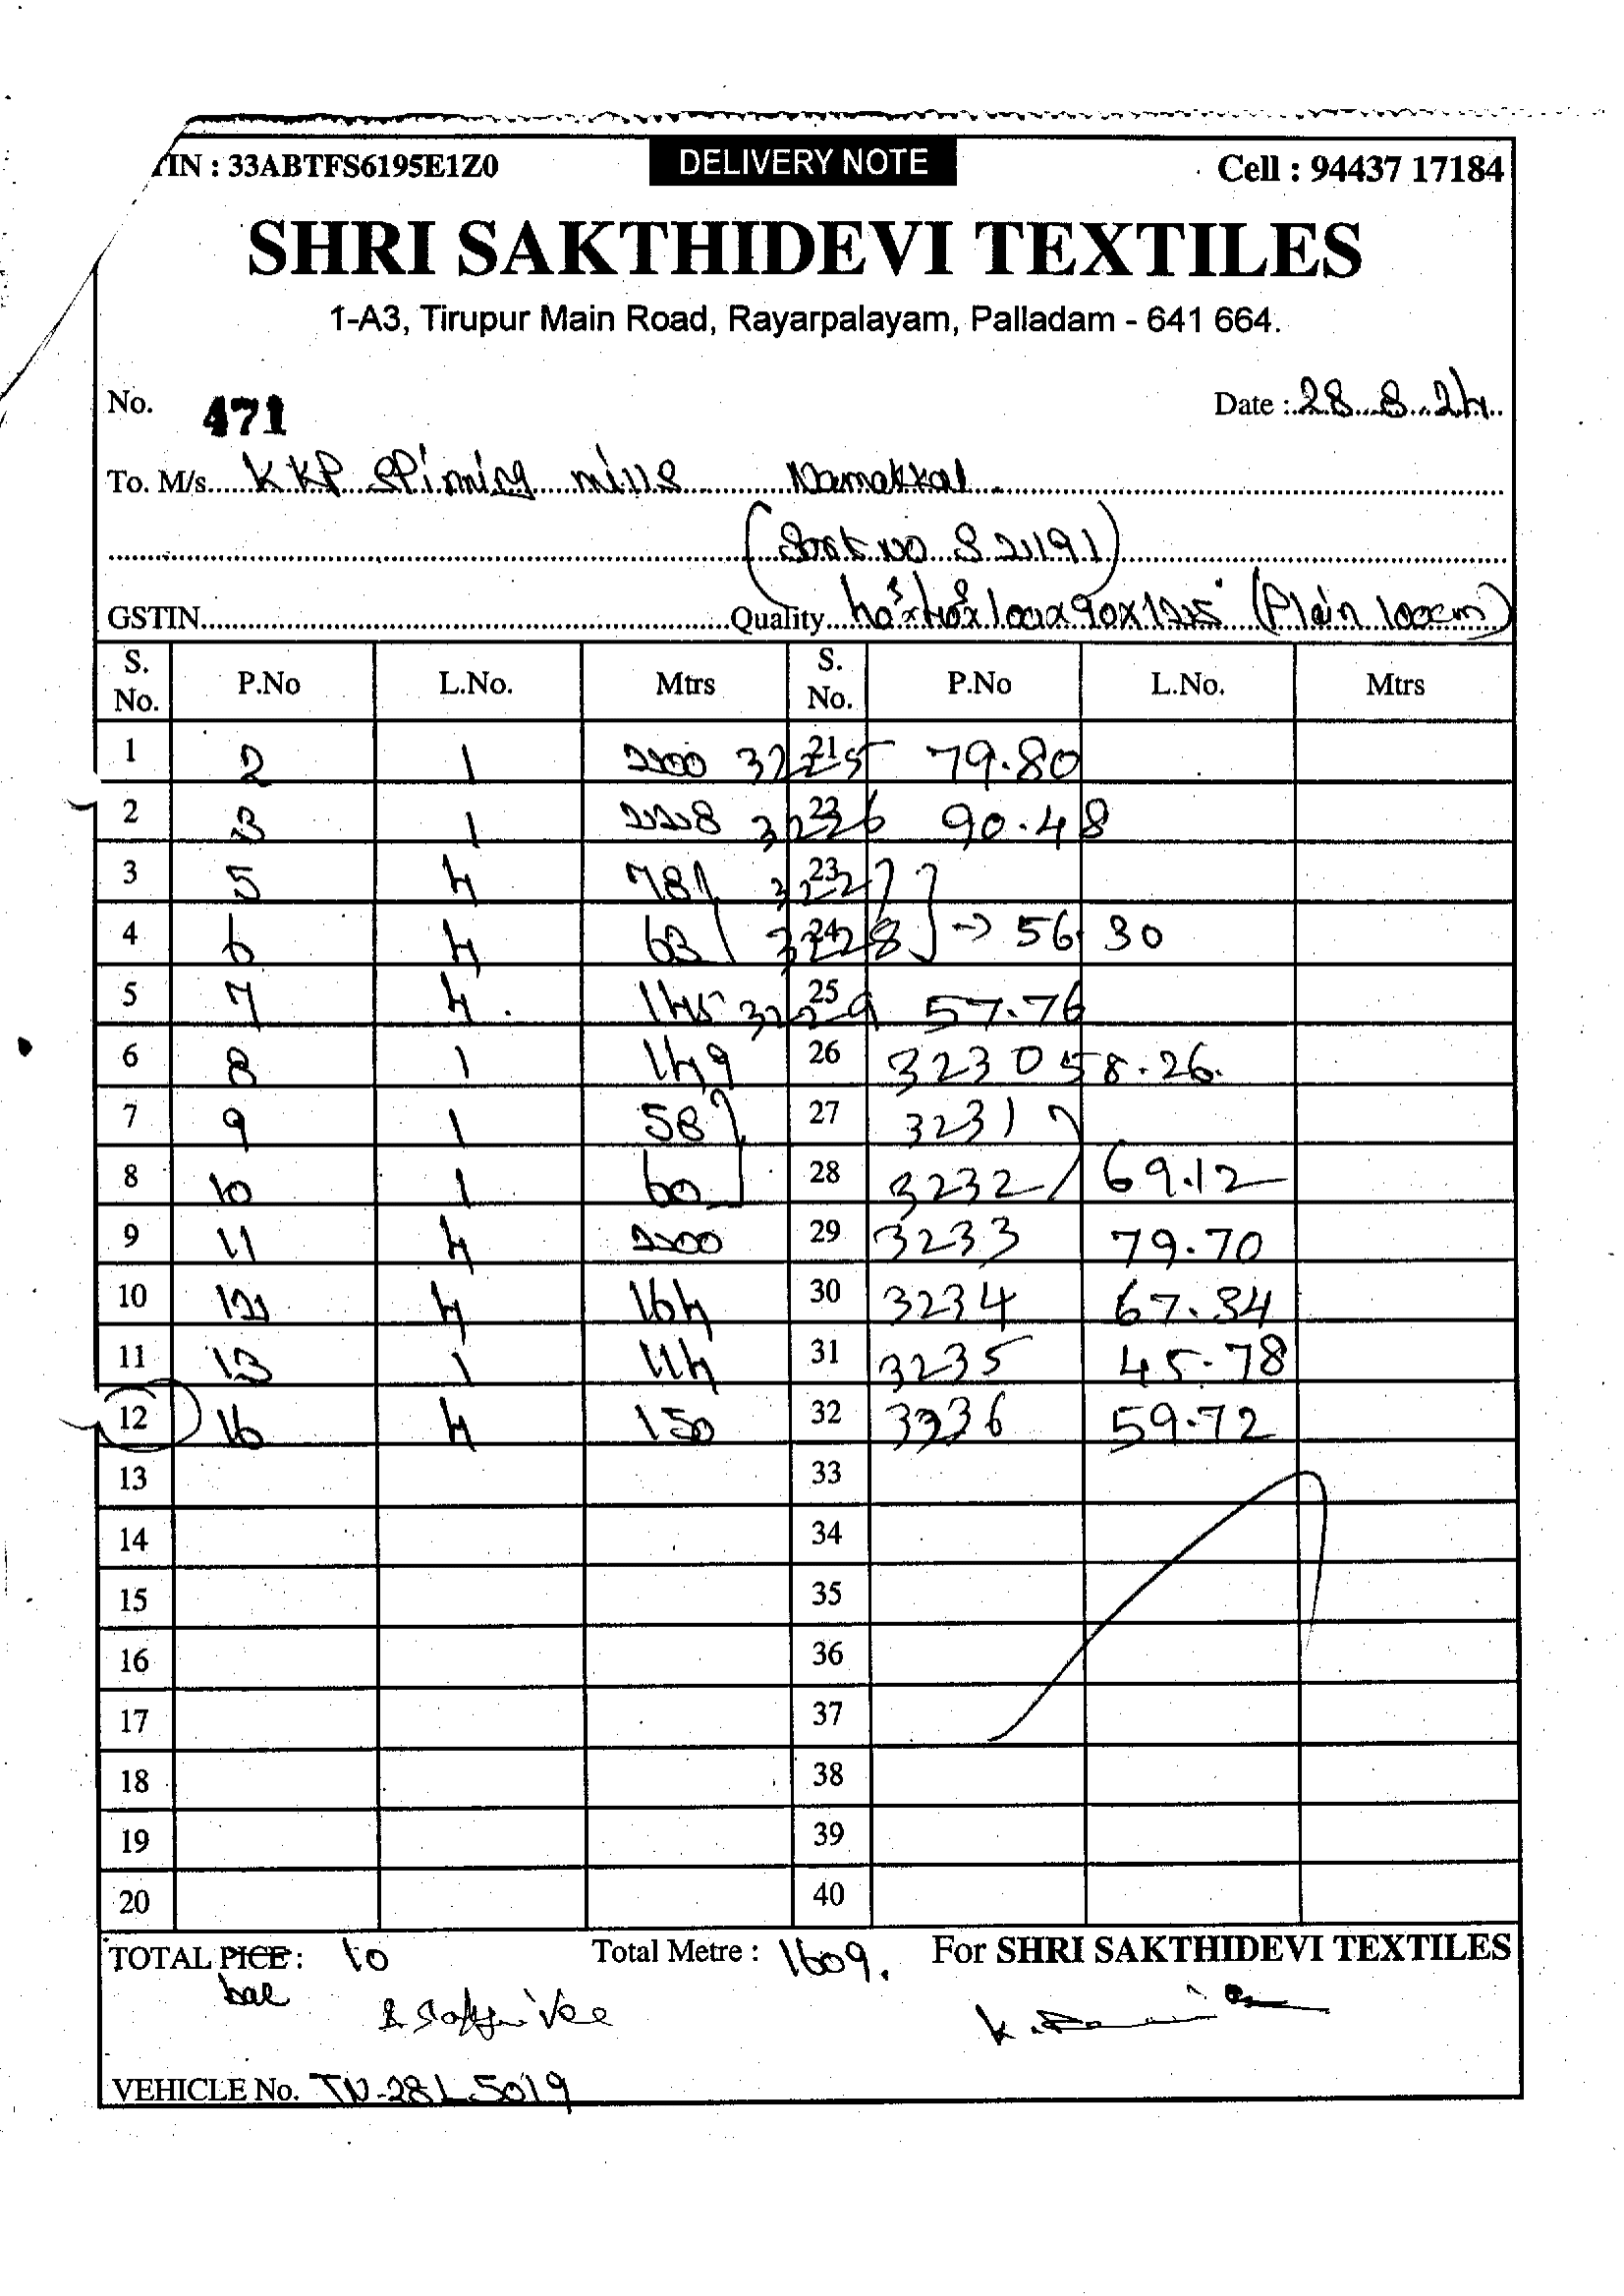 TIN : 33ABTFS6195E1Z0 DELIVERY NOTE Cell : 94437 17184
SHRI SAKTHIDEVI TEXTILES
1-A3, Tirupur Main Road, Rayarpalayam, Palladam - 641 664.
No. 471 Date : 28.8.24
To. M/s. KKP Spinning mills Namakkal.
(Sort no S 21191)
GSTIN Quality 40s x 40s x 100 x 90 x 125" (Plain 100cm)
S. No. P.No L.No. Mtrs S. No. P.No L.No. Mtrs
1 2 1 200 21 3225 79.80
2 3 1 228 22 3226 90.48
3 5 4 78 23 3227
4 6 4 63 24 3228 -> 56.30
5 7 4 145 25 3229 57.76
6 8 1 149 26 3230 58.26
7 9 1 58 27 3231
8 10 1 60 28 3232 69.12
9 11 4 200 29 3233 79.70
10 12 4 164 30 3234 67.34
11 13 1 114 31 3235 45.78
12 16 4 150 32 3236 59.72
13 33
14 34
15 35
16 36
17 37
18 38
19 39
20 40
TOTAL PICE : 10 Total Metre : 1609. For SHRI SAKTHIDEVI TEXTILES
bae
VEHICLE No. TN-28L5019